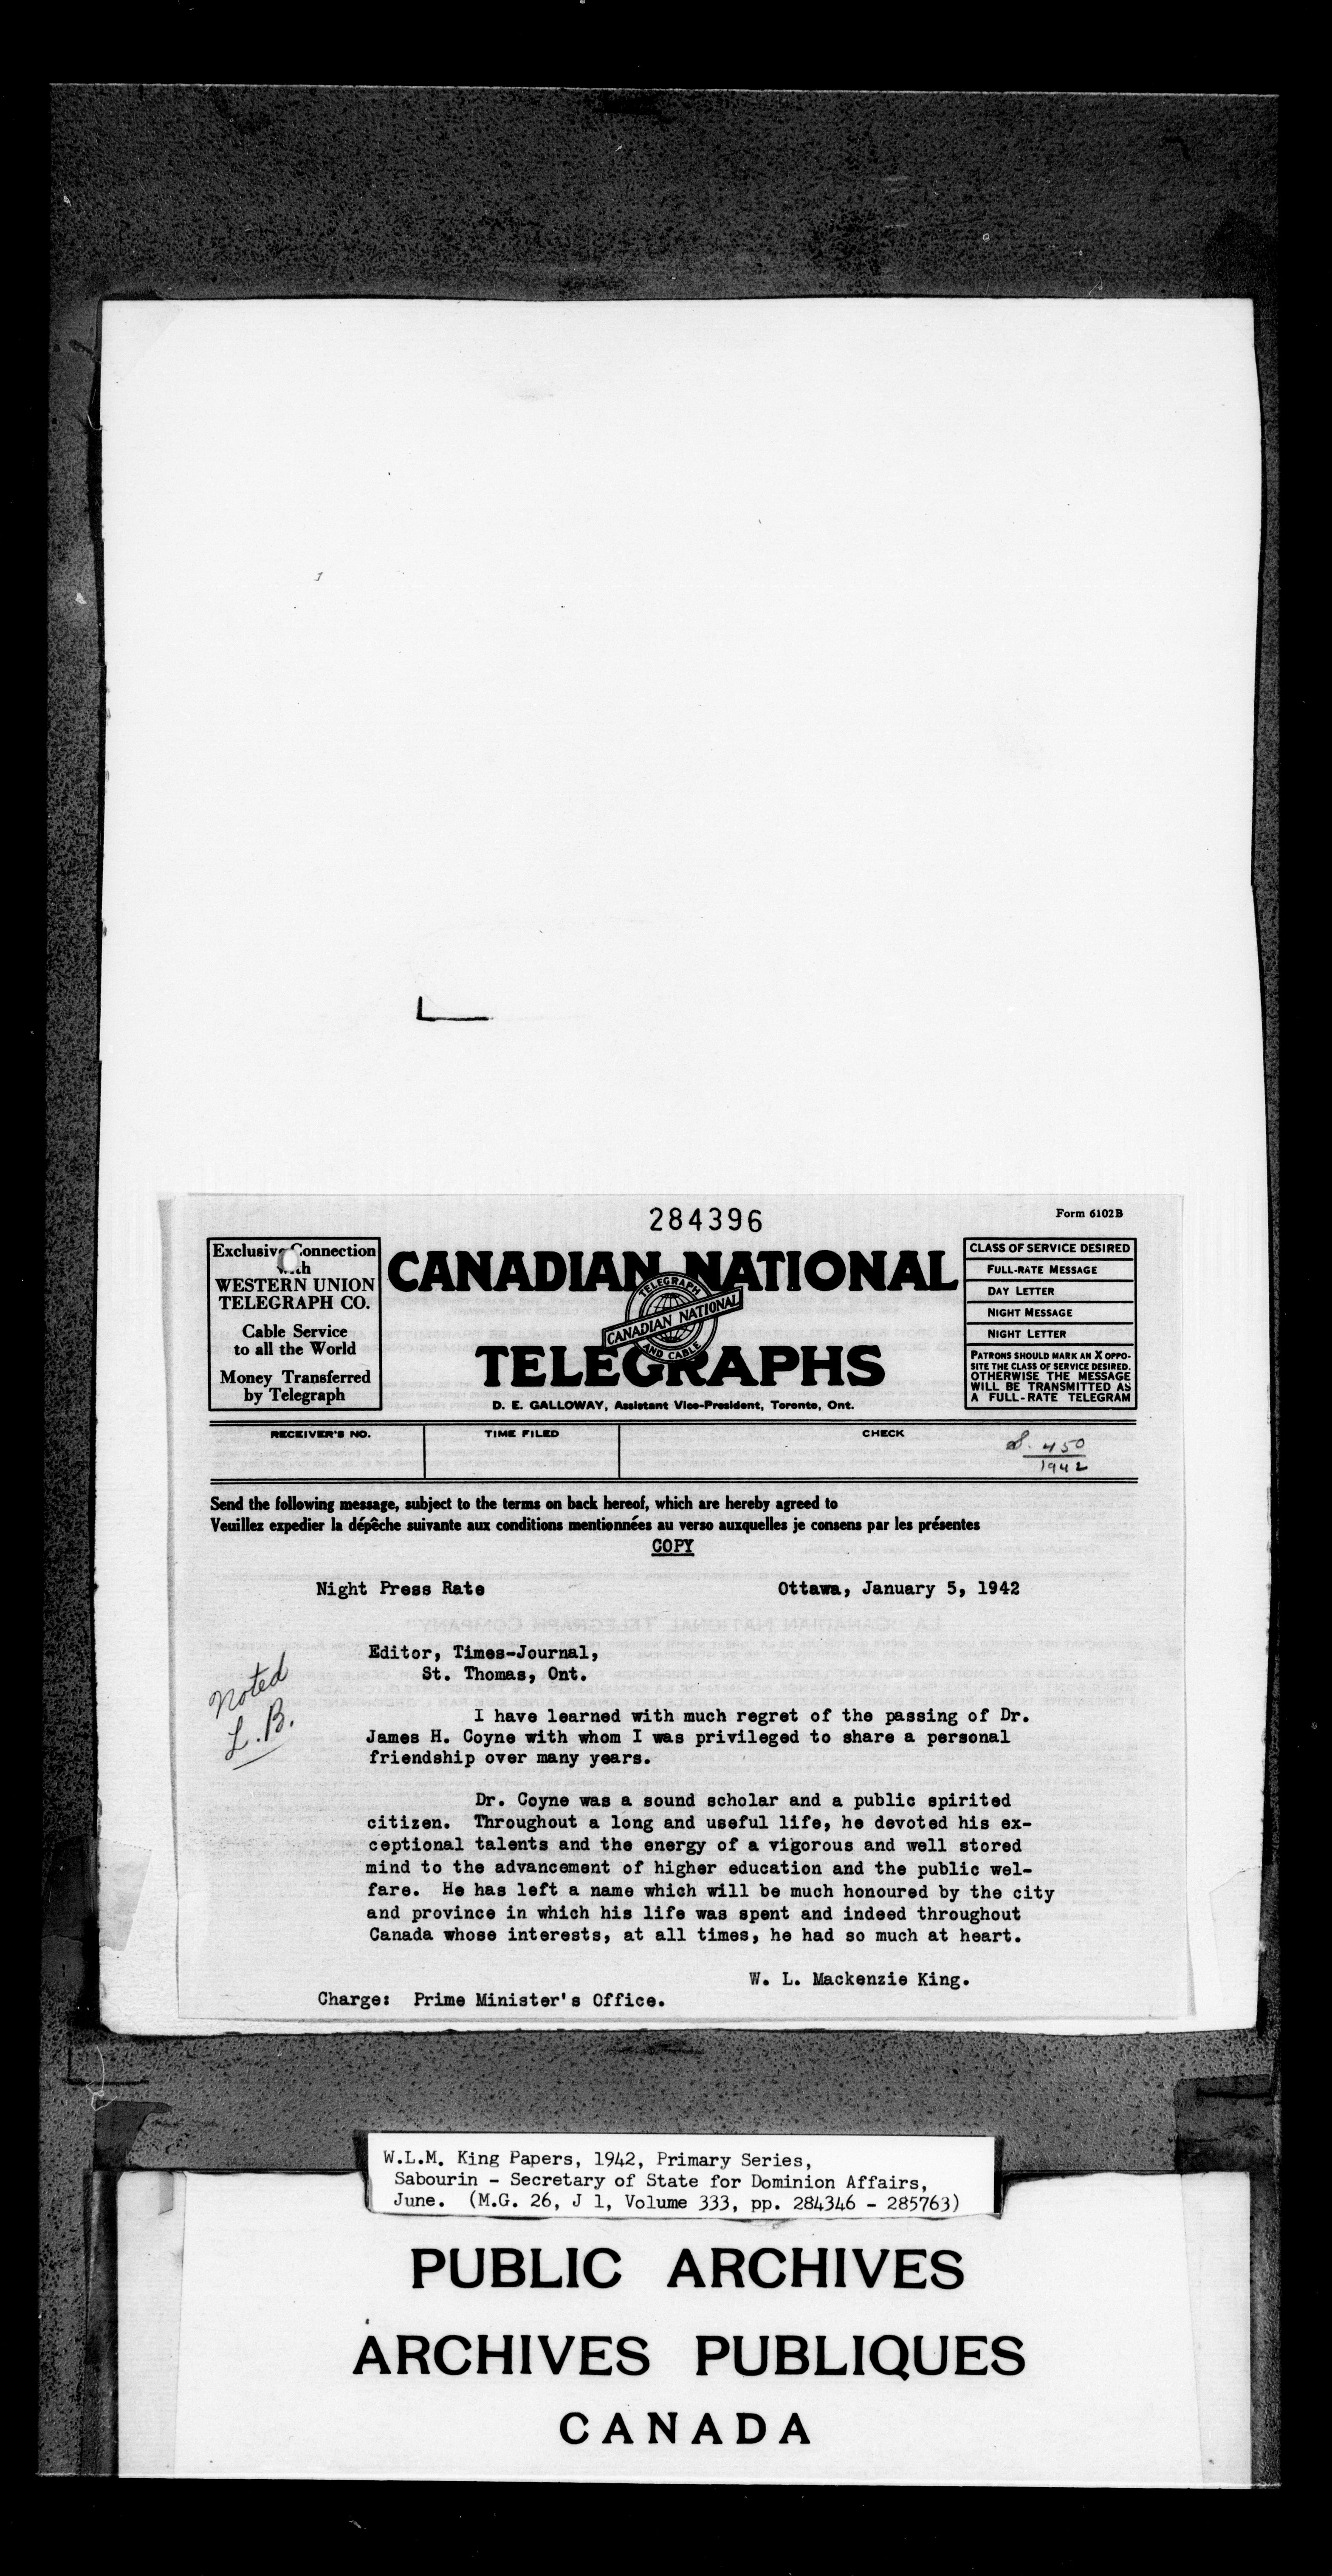 284396
Form 6102B
Exclusive Connection
with
WESTERN UNION
TELEGRAPH CO.
Cable Service
to all the World
Money Transferred
by Telegraph
CANADIAN NATIONAL
TELEGRAPH
CANADIAN NATIONAL
AND CABLE
TELEGRAPHS
D. E. GALLOWAY, Assistant Vice-President, Toronto, Ont.
CLASS OF SERVICE DESIRED
FULL-RATE MESSAGE
DAY LETTER
NIGHT MESSAGE
NIGHT LETTER
PATRONS SHOULD MARK AN X OPPO-
SITE THE CLASS OF SERVICE DESIRED.
OTHERWISE THE MESSAGE
WILL BE TRANSMITTED AS
A FULL-RATE TELEGRAM
RECEIVER'S NO.
TIME FILED
CHECK
450
1942
Send the following message, subject to the terms on back hereof, which are hereby agreed to
Veuillez expedier la dépêche suivante aux conditions mentionnées au verso auxquelles je consens par les présentes
COPY
Night Press Rate
Ottawa, January 5, 1942
Editor, Times-Journal,
St. Thomas, Ont.
noted
L.B.
I have learned with much regret of the passing of Dr.
James H. Coyne with whom I was privileged to share a personal
friendship over many years.
Dr. Coyne was a sound scholar and a public spirited
citizen. Throughout a long and useful life, he devoted his ex-
ceptional talents and the energy of a vigorous and well stored
mind to the advancement of higher education and the public wel-
fare. He has left a name which will be much honoured by the city
and province in which his life was spent and indeed throughout
Canada whose interests, at all times, he had so much at heart.
W. L. Mackenzie King.
Charge: Prime Minister's Office.
W.L.M. King Papers, 1942, Primary Series,
Sabourin - Secretary of State for Dominion Affairs,
June. (M.G. 26, J 1, Volume 333, pp. 284346 - 285763)
PUBLIC ARCHIVES
ARCHIVES PUBLIQUES
CANADA